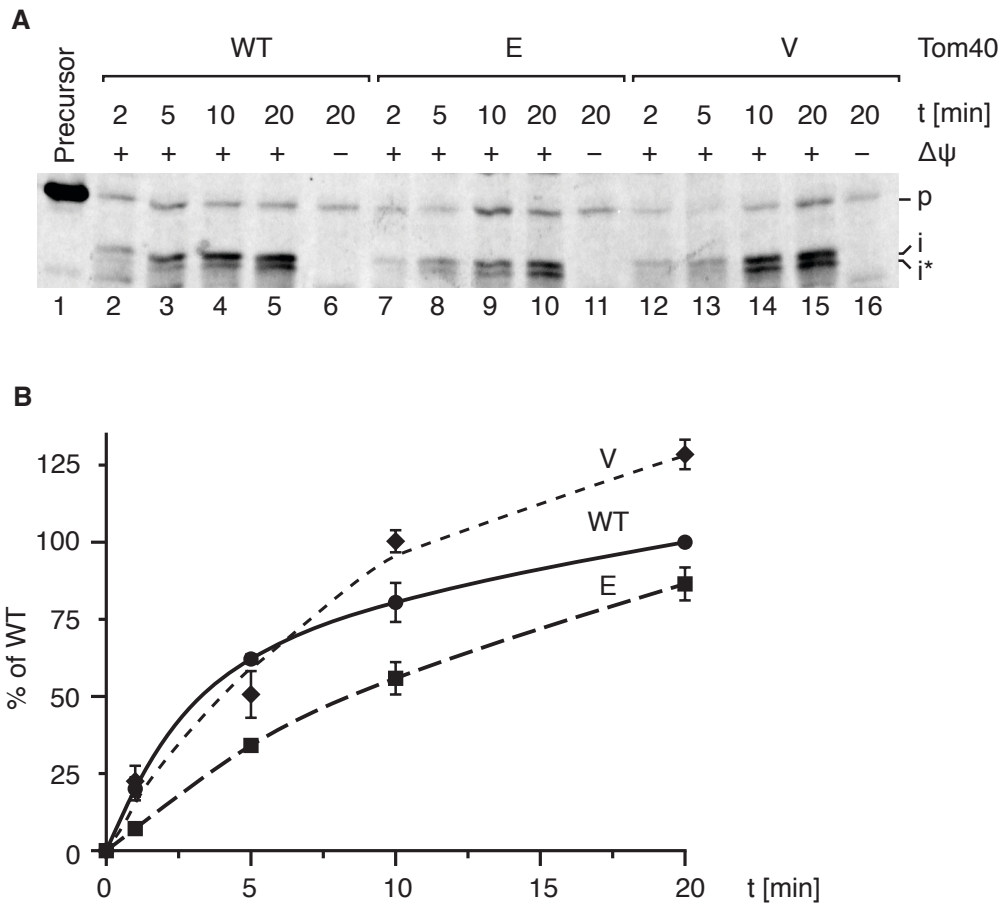 A
Precursor
WT E V Tom40
2 5 10 20 20 2 5 10 20 20 2 5 10 20 20 t [min]
+ + + + – + + + + – + + + + – Δψ
p
i
i*
1 2 3 4 5 6 7 8 9 10 11 12 13 14 15 16
B
% of WT
125
100
75
50
25
0
V
WT
E
0 5 10 15 20 t [min]